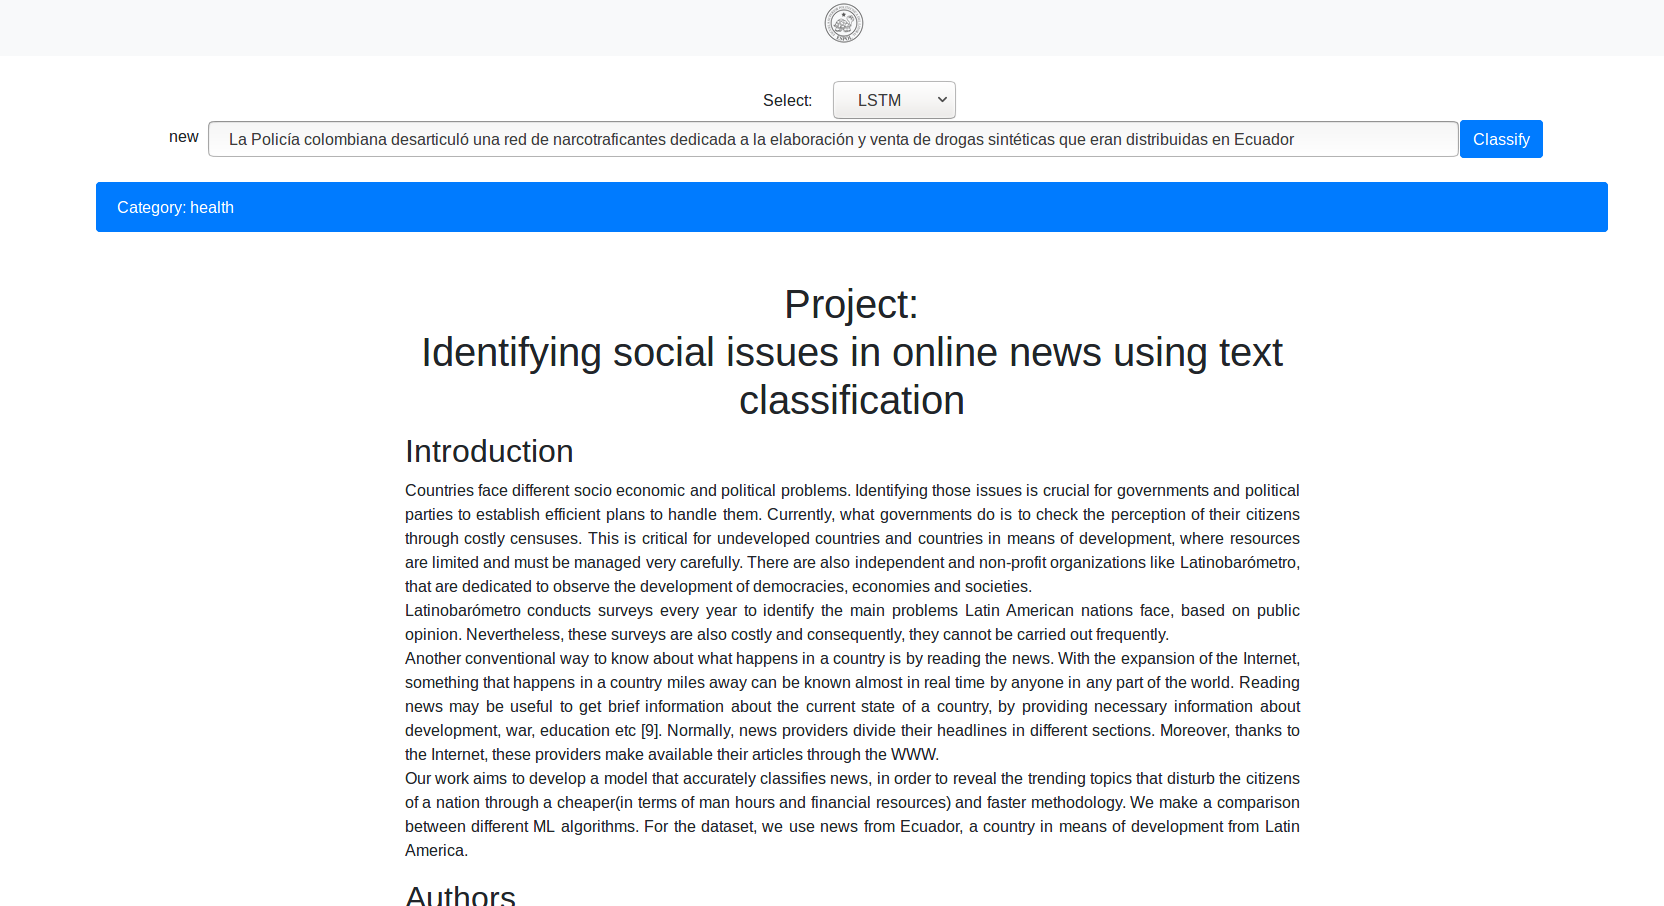 ESPOL
Select: LSTM
new La Policía colombiana desarticuló una red de narcotraficantes dedicada a la elaboración y venta de drogas sintéticas que eran distribuidas en Ecuador Classify
Category: health
Project:
Identifying social issues in online news using text
classification
Introduction
Countries face different socio economic and political problems. Identifying those issues is crucial for governments and political
parties to establish efficient plans to handle them. Currently, what governments do is to check the perception of their citizens
through costly censuses. This is critical for undeveloped countries and countries in means of development, where resources
are limited and must be managed very carefully. There are also independent and non-profit organizations like Latinobarómetro,
that are dedicated to observe the development of democracies, economies and societies.
Latinobarómetro conducts surveys every year to identify the main problems Latin American nations face, based on public
opinion. Nevertheless, these surveys are also costly and consequently, they cannot be carried out frequently.
Another conventional way to know about what happens in a country is by reading the news. With the expansion of the Internet,
something that happens in a country miles away can be known almost in real time by anyone in any part of the world. Reading
news may be useful to get brief information about the current state of a country, by providing necessary information about
development, war, education etc [9]. Normally, news providers divide their headlines in different sections. Moreover, thanks to
the Internet, these providers make available their articles through the WWW.
Our work aims to develop a model that accurately classifies news, in order to reveal the trending topics that disturb the citizens
of a nation through a cheaper(in terms of man hours and financial resources) and faster methodology. We make a comparison
between different ML algorithms. For the dataset, we use news from Ecuador, a country in means of development from Latin
America.
Authors